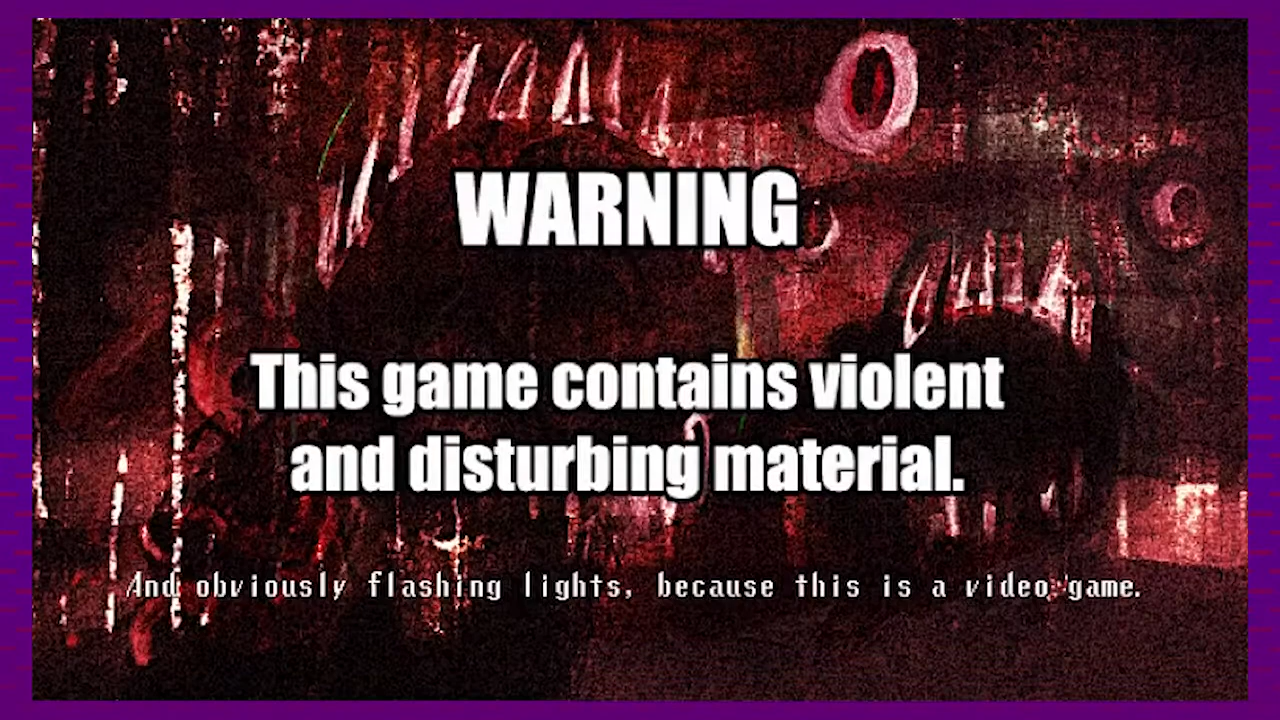 WARNING
This game contains violent
and disturbing material.
And obviously flashing lights, because this is a video game.